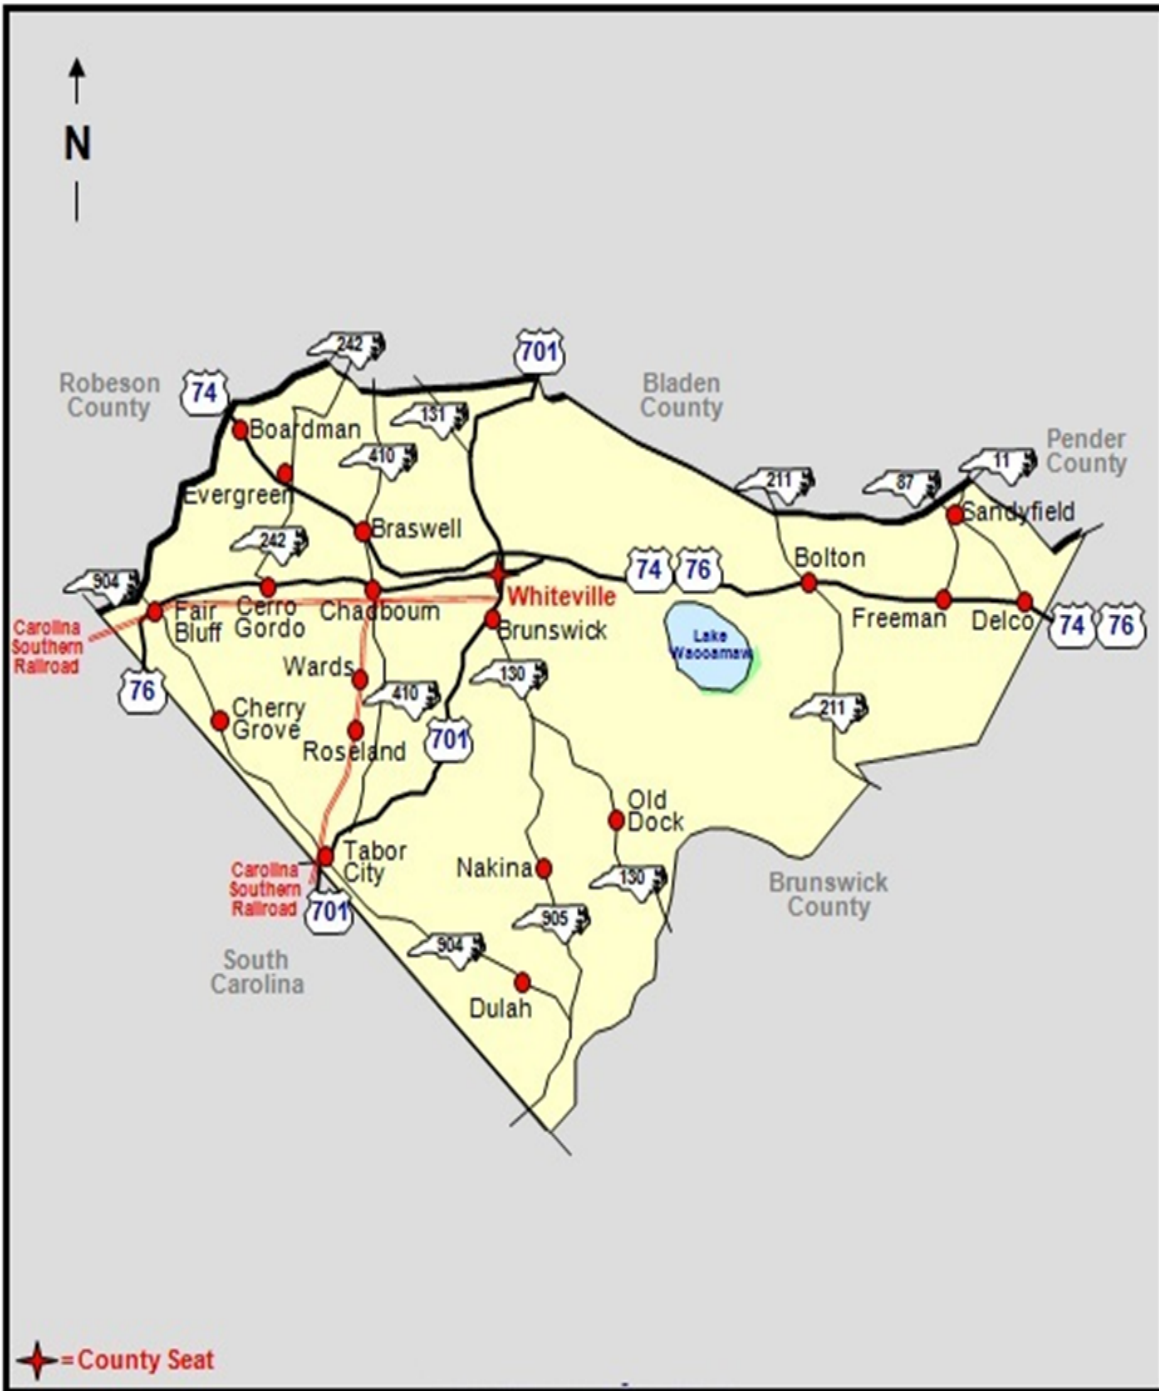 N
242
701
74
Robeson
County
Bladen
County
131
Boardman
410
Pender
County
11
211
87
Evergreen
Sandyfield
Braswell
242
Bolton
74
76
904
Whiteville
Fair
Bluff
Cerro
Gordo
Chadbourn
Freeman
Delco
74
76
Carolina
Southern
Railroad
Brunswick
Lake
Waccamaw
Wards
130
76
410
Cherry
Grove
211
701
Roseland
Old
Dock
Tabor
City
Nakina
130
Carolina
Southern
Railroad
Brunswick
County
701
905
904
South
Carolina
Dulah
= County Seat